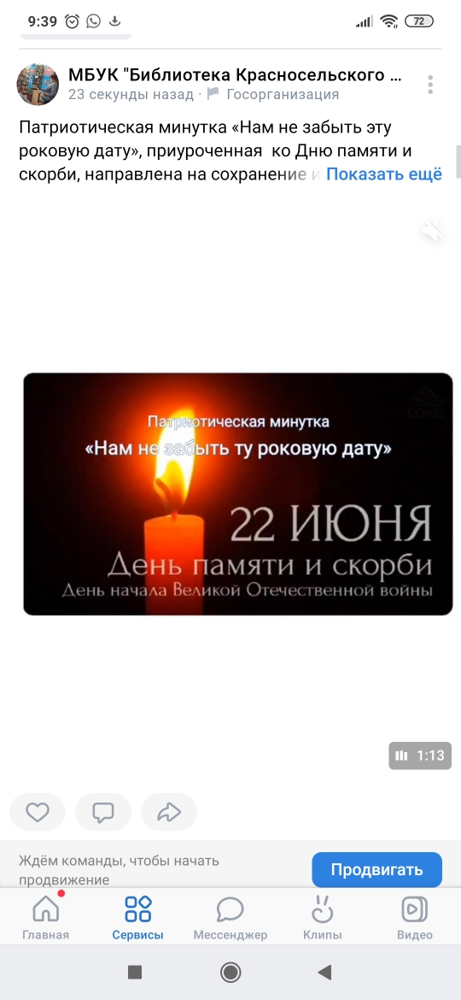 9:39
72
МБУК "Библиотека Красносельского ...
23 секунды назад · Госорганизация
Патриотическая минутка «Нам не забыть эту
роковую дату», приуроченная ко Дню памяти и
скорби, направлена на сохранение и Показать ещё
СОЮЗ
Патриотическая минутка
«Нам не забыть ту роковую дату»
22 ИЮНЯ
День памяти и скорби
День начала Великой Отечественной войны
1:13
Ждём команды, чтобы начать
продвижение
Продвигать
Главная
Сервисы
Мессенджер
Клипы
Видео